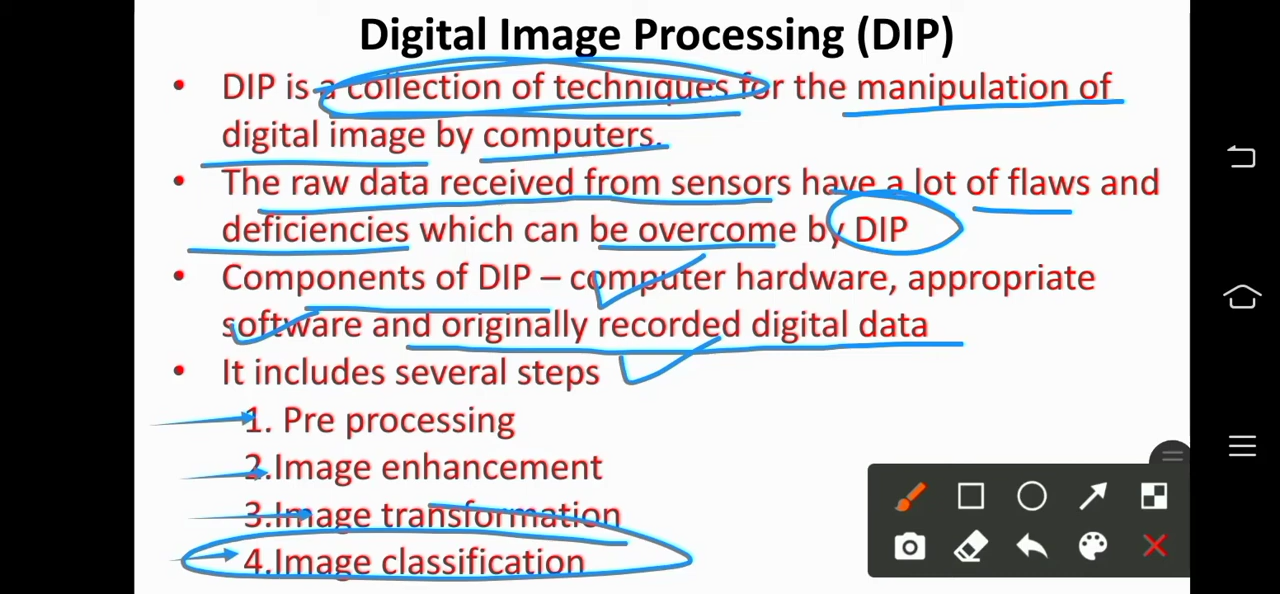 Digital Image Processing (DIP)
• DIP is a collection of techniques for the manipulation of
digital image by computers.
• The raw data received from sensors have a lot of flaws and
deficiencies which can be overcome by DIP
• Components of DIP – computer hardware, appropriate
software and originally recorded digital data
• It includes several steps
1. Pre processing
2.Image enhancement
3.Image transformation
4.Image classification